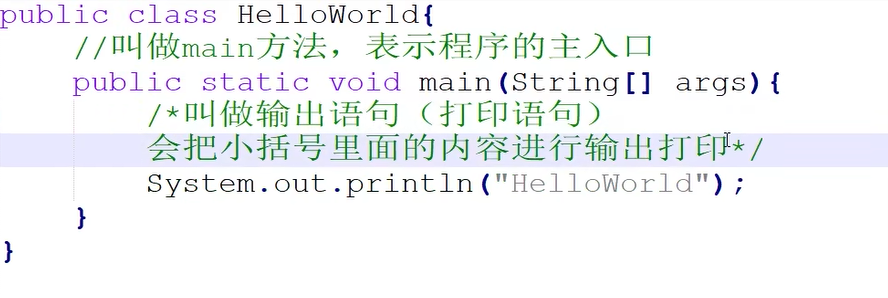 public class HelloWorld{
//叫做main方法，表示程序的主入口
public static void main(String[] args){
/*叫做输出语句（打印语句）
会把小括号里面的内容进行输出打印*/
System.out.println("HelloWorld");
}
}